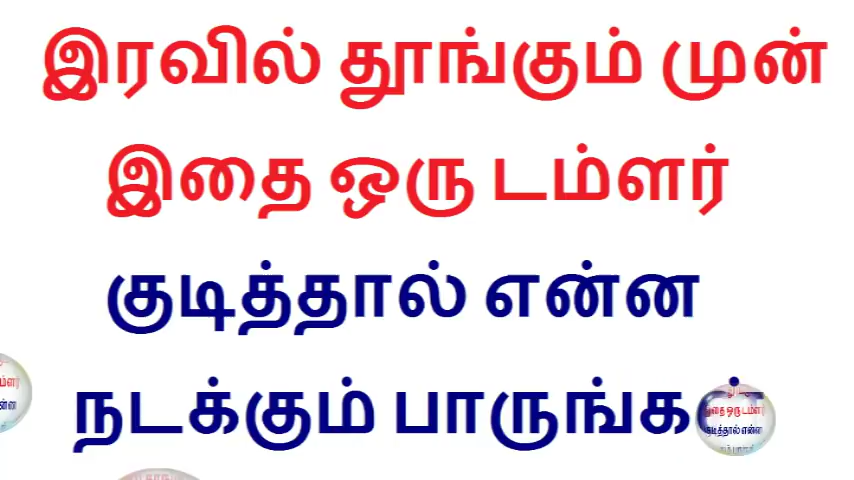 இரவில் தூங்கும் முன்
இதை ஒரு டம்ளர்
குடித்தால் என்ன
நடக்கும்